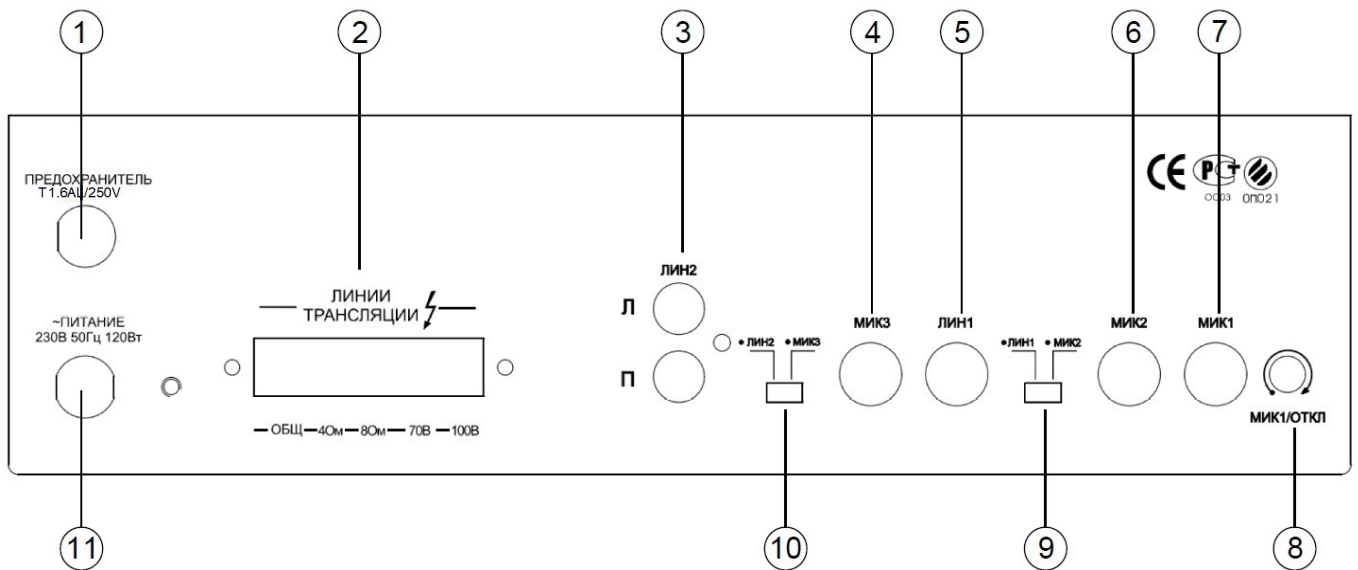 1 2 3 4 5 6 7
ПРЕДОХРАНИТЕЛЬ
T1.6AL/250V
CE РСТ
ОС03 ОП021
ЛИН2
ЛИНИИ
ТРАНСЛЯЦИИ
Л
~ПИТАНИЕ
230В 50Гц 120Вт
МИК3 ЛИН1 МИК2 МИК1
• ЛИН2 • МИК3
• ЛИН1 • МИК2
П
МИК1/ОТКЛ
— ОБЩ — 4Ом — 8Ом — 70В — 100В
11 10 9 8